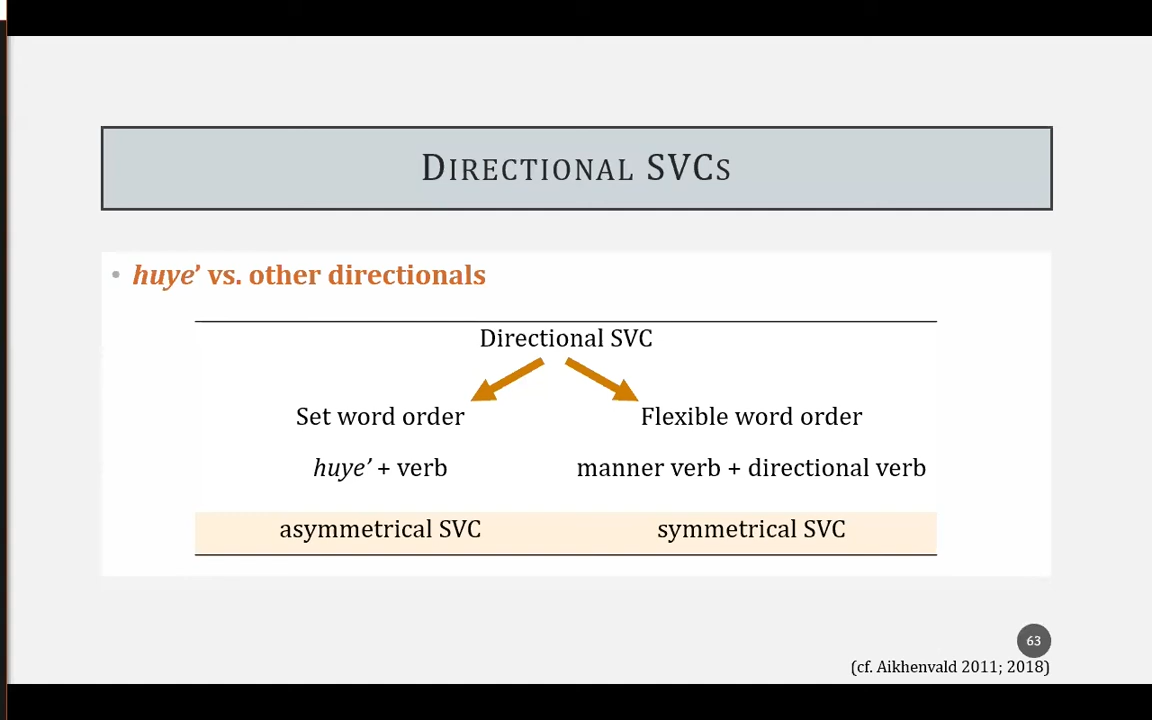 DIRECTIONAL SVCS
• huye’ vs. other directionals
Directional SVC
Set word order Flexible word order
huye’ + verb manner verb + directional verb
asymmetrical SVC symmetrical SVC
63
(cf. Aikhenvald 2011; 2018)